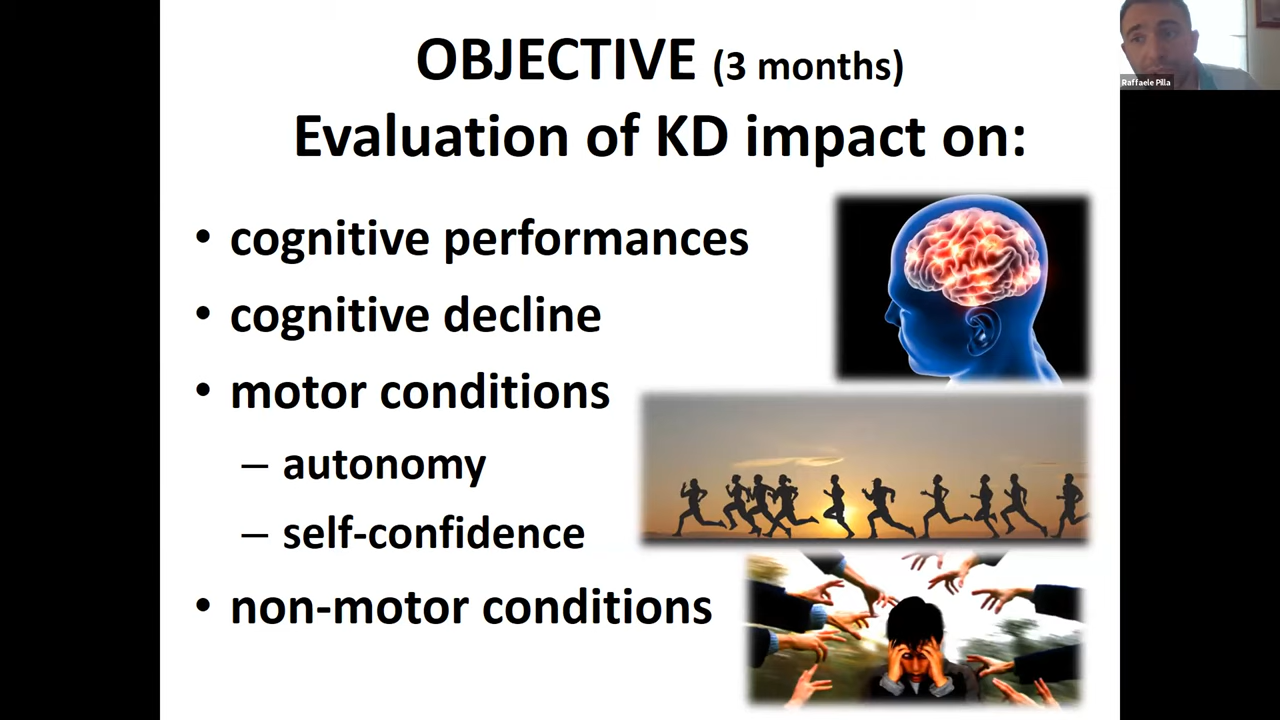 OBJECTIVE (3 months)
Evaluation of KD impact on:
• cognitive performances
• cognitive decline
• motor conditions
– autonomy
– self-confidence
• non-motor conditions
Raffaele Pilla